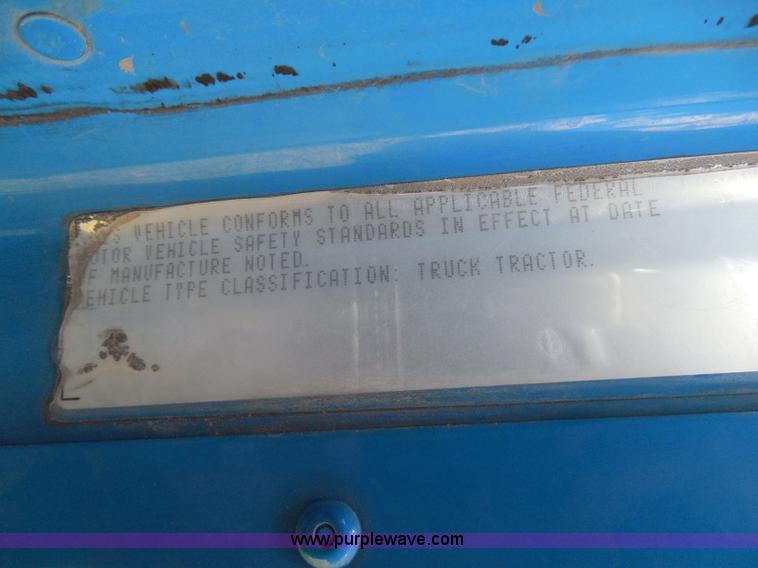 VEHICLE CONFORMS TO ALL APPLICABLE FEDERAL
MOTOR VEHICLE SAFETY STANDARDS IN EFFECT AT DATE
OF MANUFACTURE NOTED.
VEHICLE TYPE CLASSIFICATION: TRUCK TRACTOR.
www.purplewave.com